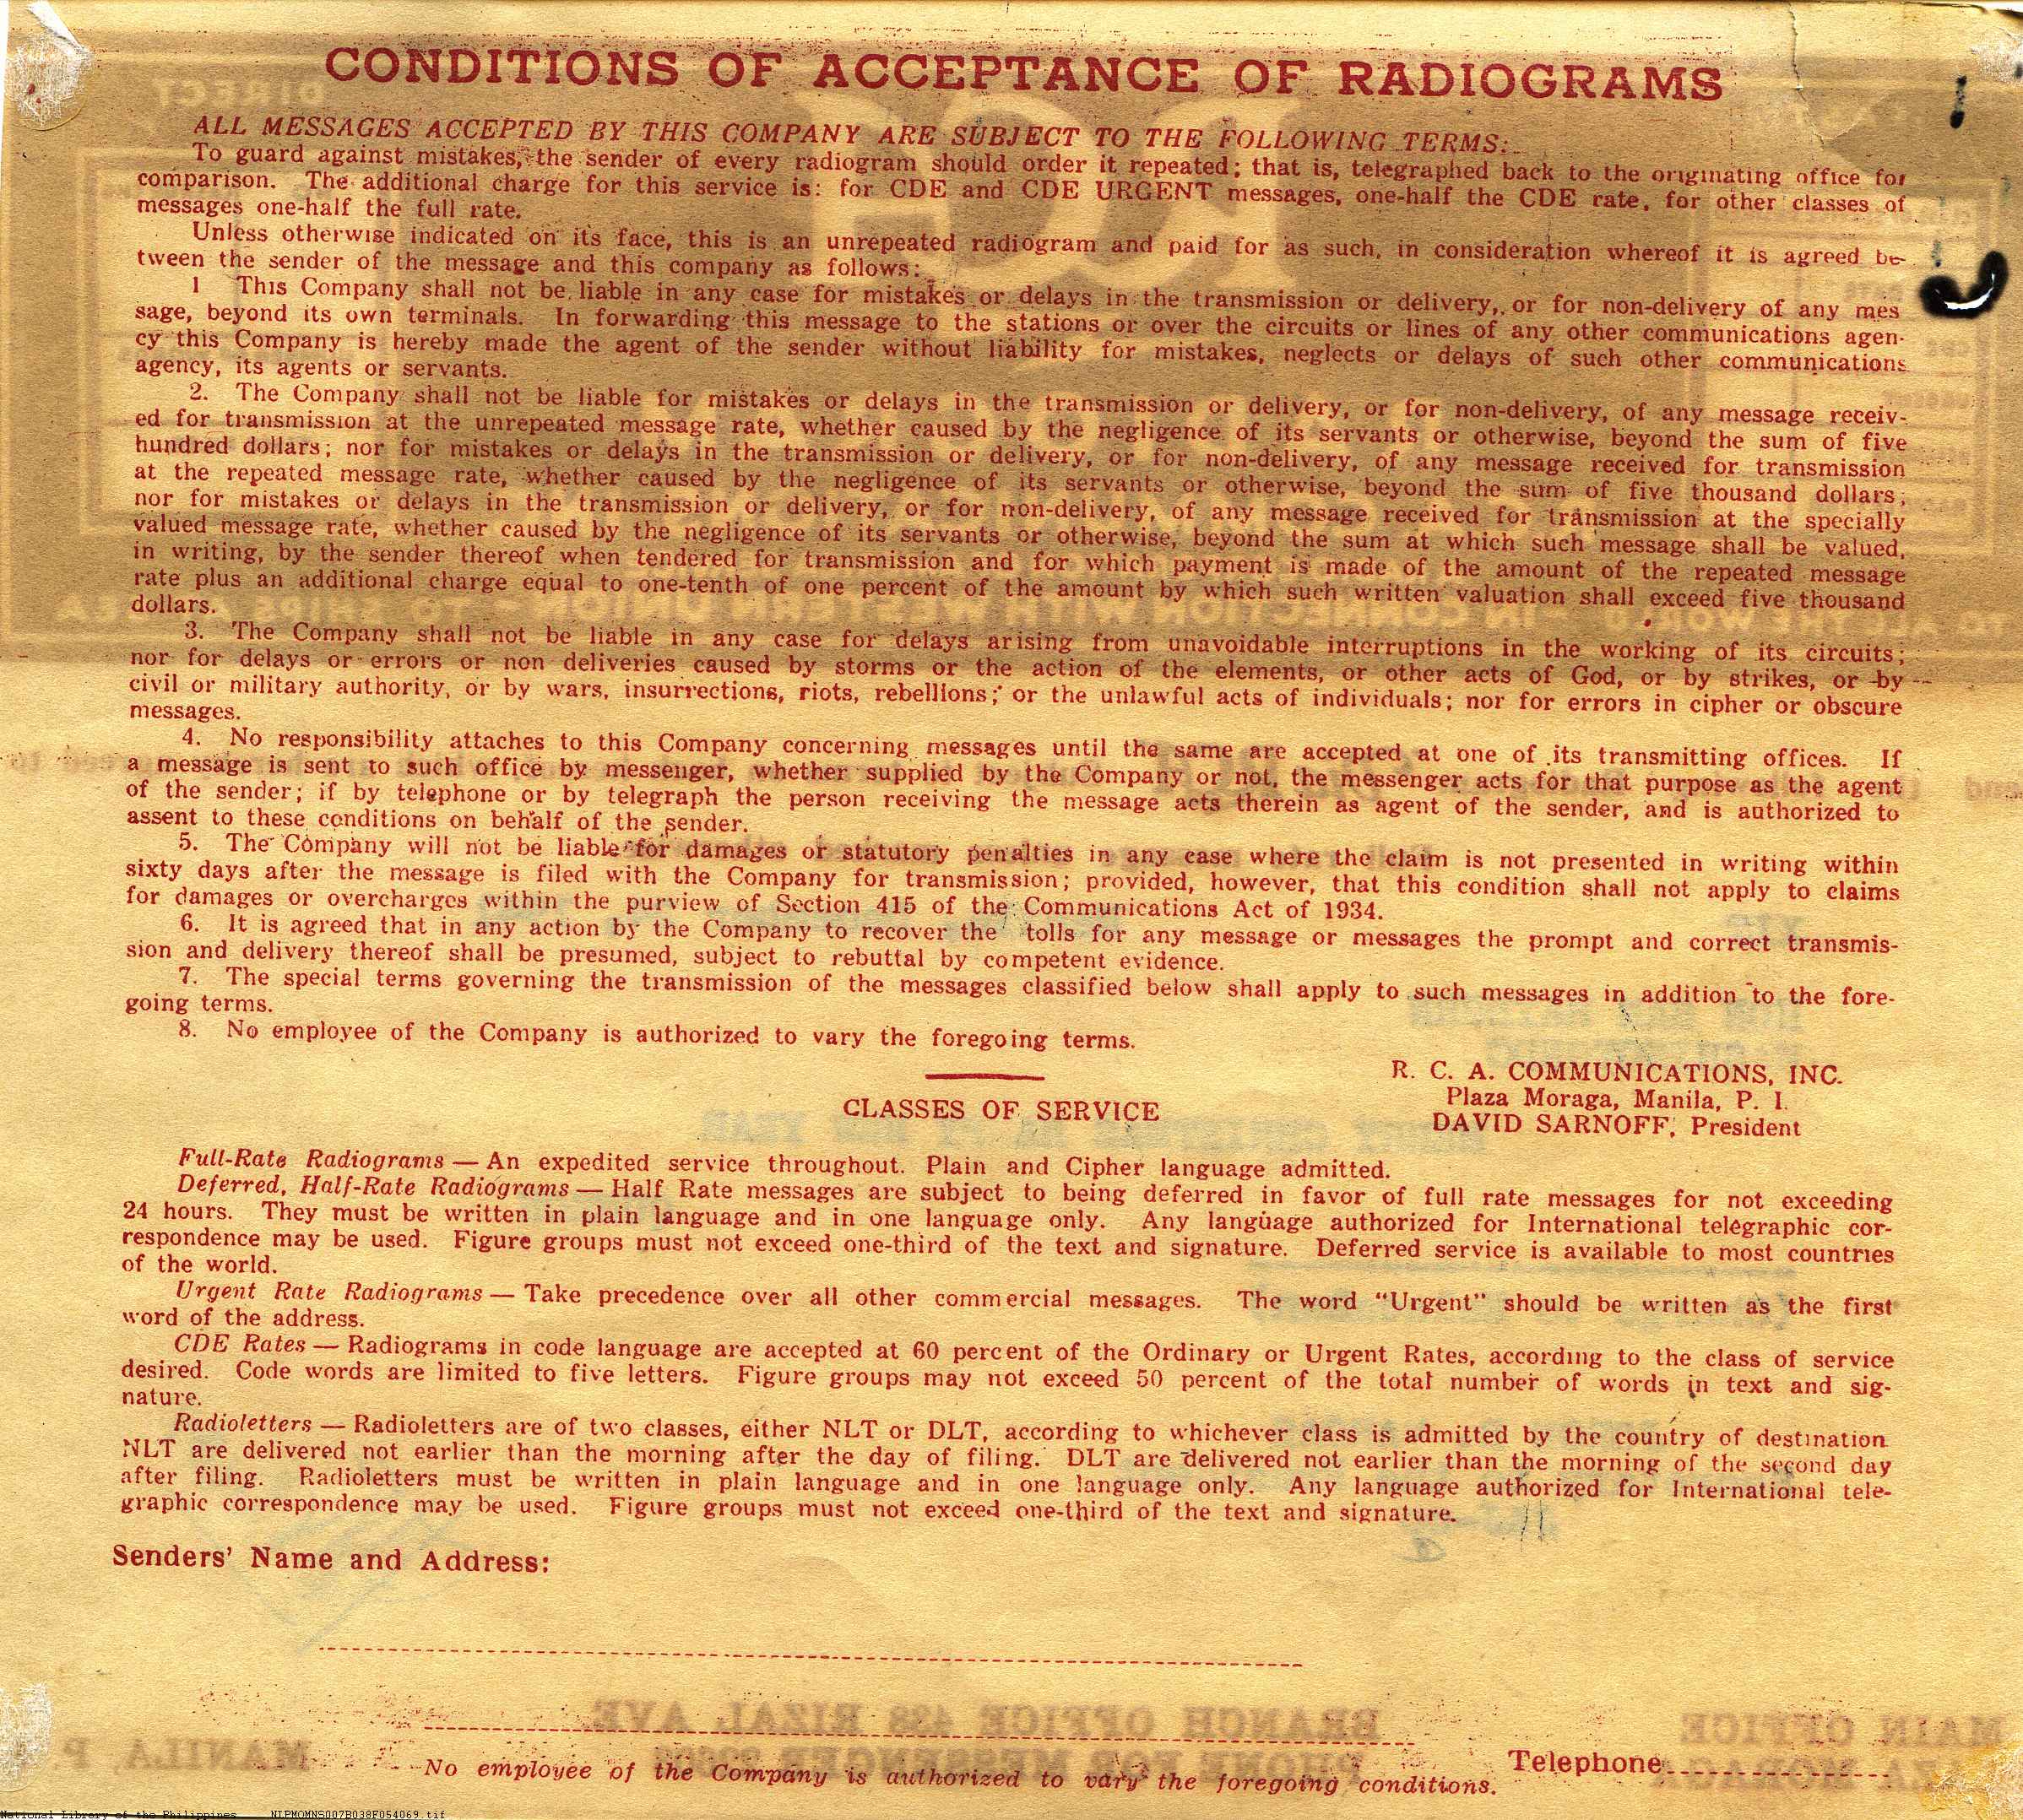 CONDITIONS OF ACCEPTANCE OF RADIOGRAMS
ALL MESSAGES ACCEPTED BY THIS COMPANY ARE SUBJECT TO THE FOLLOWING TERMS:
To guard against mistakes, the sender of every radiogram should order it repeated; that is, telegraphed back to the originating office for
comparison. The additional charge for this service is: for CDE and CDE URGENT messages, one-half the CDE rate, for other classes of
messages one-half the full rate.
Unless otherwise indicated on its face, this is an unrepeated radiogram and paid for as such, in consideration whereof it is agreed be-
tween the sender of the message and this company as follows:
1 This Company shall not be liable in any case for mistakes or delays in the transmission or delivery, or for non-delivery of any mes
sage, beyond its own terminals. In forwarding this message to the stations or over the circuits or lines of any other communications agen-
cy this Company is hereby made the agent of the sender without liability for mistakes, neglects or delays of such other communications
agency, its agents or servants.
2. The Company shall not be liable for mistakes or delays in the transmission or delivery, or for non-delivery, of any message receiv-
ed for transmission at the unrepeated message rate, whether caused by the negligence of its servants or otherwise, beyond the sum of five
hundred dollars; nor for mistakes or delays in the transmission or delivery, or for non-delivery, of any message received for transmission
at the repeated message rate, whether caused by the negligence of its servants or otherwise, beyond the sum of five thousand dollars;
nor for mistakes or delays in the transmission or delivery, or for non-delivery, of any message received for transmission at the specially
valued message rate, whether caused by the negligence of its servants or otherwise, beyond the sum at which such message shall be valued,
in writing, by the sender thereof when tendered for transmission and for which payment is made of the amount of the repeated message
rate plus an additional charge equal to one-tenth of one percent of the amount by which such written valuation shall exceed five thousand
dollars.
3. The Company shall not be liable in any case for delays arising from unavoidable interruptions in the working of its circuits;
nor for delays or errors or non deliveries caused by storms or the action of the elements, or other acts of God, or by strikes, or by
civil or military authority, or by wars, insurrections, riots, rebellions; or the unlawful acts of individuals; nor for errors in cipher or obscure
messages.
4. No responsibility attaches to this Company concerning messages until the same are accepted at one of its transmitting offices. If
a message is sent to such office by messenger, whether supplied by the Company or not, the messenger acts for that purpose as the agent
of the sender; if by telephone or by telegraph the person receiving the message acts therein as agent of the sender, and is authorized to
assent to these conditions on behalf of the sender.
5. The Company will not be liable for damages or statutory penalties in any case where the claim is not presented in writing within
sixty days after the message is filed with the Company for transmission; provided, however, that this condition shall not apply to claims
for damages or overcharges within the purview of Section 415 of the Communications Act of 1934.
6. It is agreed that in any action by the Company to recover the tolls for any message or messages the prompt and correct transmis-
sion and delivery thereof shall be presumed, subject to rebuttal by competent evidence.
7. The special terms governing the transmission of the messages classified below shall apply to such messages in addition to the fore-
going terms.
8. No employee of the Company is authorized to vary the foregoing terms.
R. C. A. COMMUNICATIONS, INC.
Plaza Moraga, Manila, P. I.
DAVID SARNOFF, President
CLASSES OF SERVICE
Full-Rate Radiograms — An expedited service throughout. Plain and Cipher language admitted.
Deferred, Half-Rate Radiograms — Half Rate messages are subject to being deferred in favor of full rate messages for not exceeding
24 hours. They must be written in plain language and in one language only. Any language authorized for International telegraphic cor-
respondence may be used. Figure groups must not exceed one-third of the text and signature. Deferred service is available to most countries
of the world.
Urgent Rate Radiograms — Take precedence over all other commercial messages. The word "Urgent" should be written as the first
word of the address.
CDE Rates — Radiograms in code language are accepted at 60 percent of the Ordinary or Urgent Rates, according to the class of service
desired. Code words are limited to five letters. Figure groups may not exceed 50 percent of the total number of words in text and sig-
nature.
Radioletters — Radioletters are of two classes, either NLT or DLT, according to whichever class is admitted by the country of destination
NLT are delivered not earlier than the morning after the day of filing. DLT are delivered not earlier than the morning of the second day
after filing. Radioletters must be written in plain language and in one language only. Any language authorized for International tele-
graphic correspondence may be used. Figure groups must not exceed one-third of the text and signature.
Senders' Name and Address:
Telephone
No employee of the Company is authorized to vary the foregoing conditions.
National Library of the Philippines NLPMQMNS007B038F054069.tif